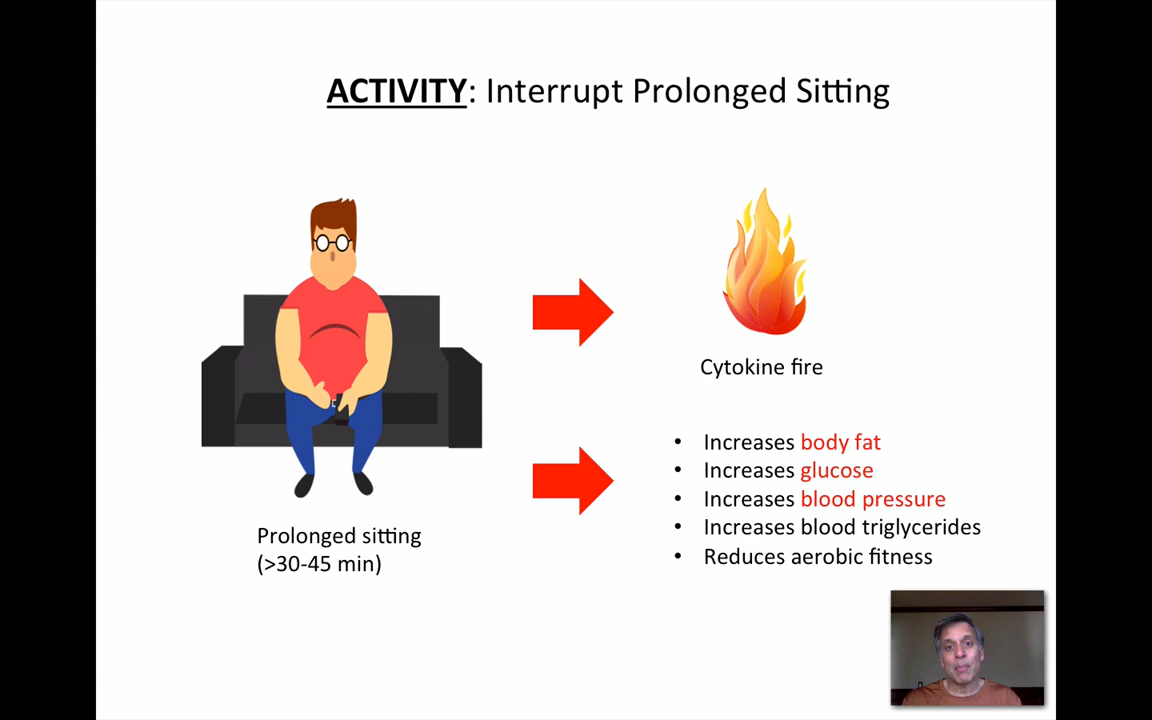 ACTIVITY: Interrupt Prolonged Sitting
Cytokine fire
• Increases body fat
• Increases glucose
• Increases blood pressure
• Increases blood triglycerides
• Reduces aerobic fitness
Prolonged sitting
(>30-45 min)